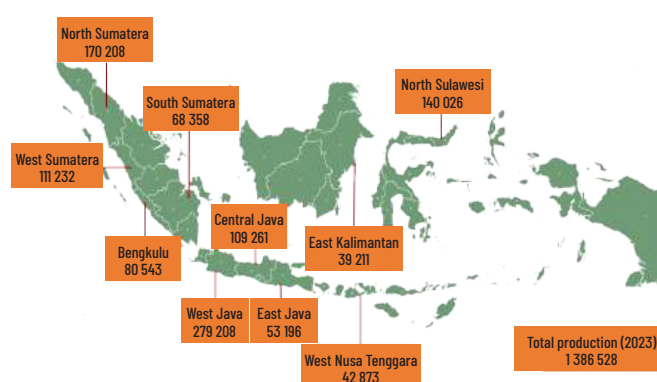 North Sumatera
170 208
North Sulawesi
140 026
South Sumatera
68 358
West Sumatera
111 232
Central Java
109 261
Bengkulu
80 543
East Kalimantan
39 211
West Java
279 208
East Java
53 196
West Nusa Tenggara
42 873
Total production (2023)
1 386 528